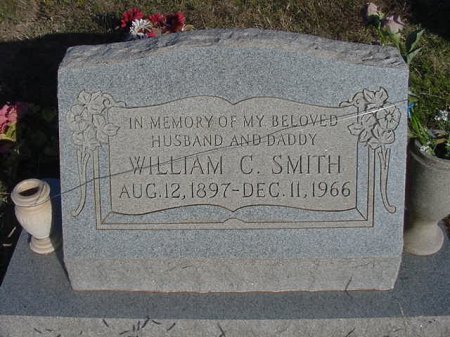 IN MEMORY OF MY BELOVED
HUSBAND AND DADDY
WILLIAM C. SMITH
AUG. 12, 1897-DEC. 11, 1966